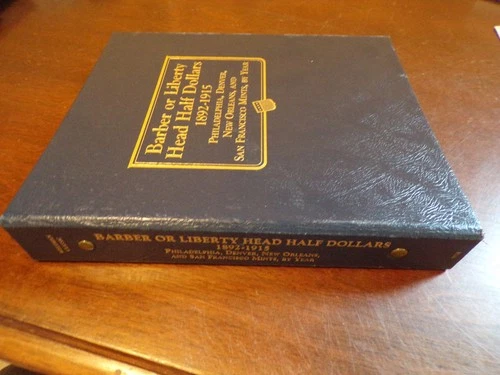 Barber or Liberty
Head Half Dollars
1892-1915
Philadelphia, Denver,
New Orleans, and
San Francisco Mints, by Year
Barber or Liberty Head Half Dollars
1892-1915
Philadelphia, Denver, New Orleans,
and San Francisco Mints, by Year